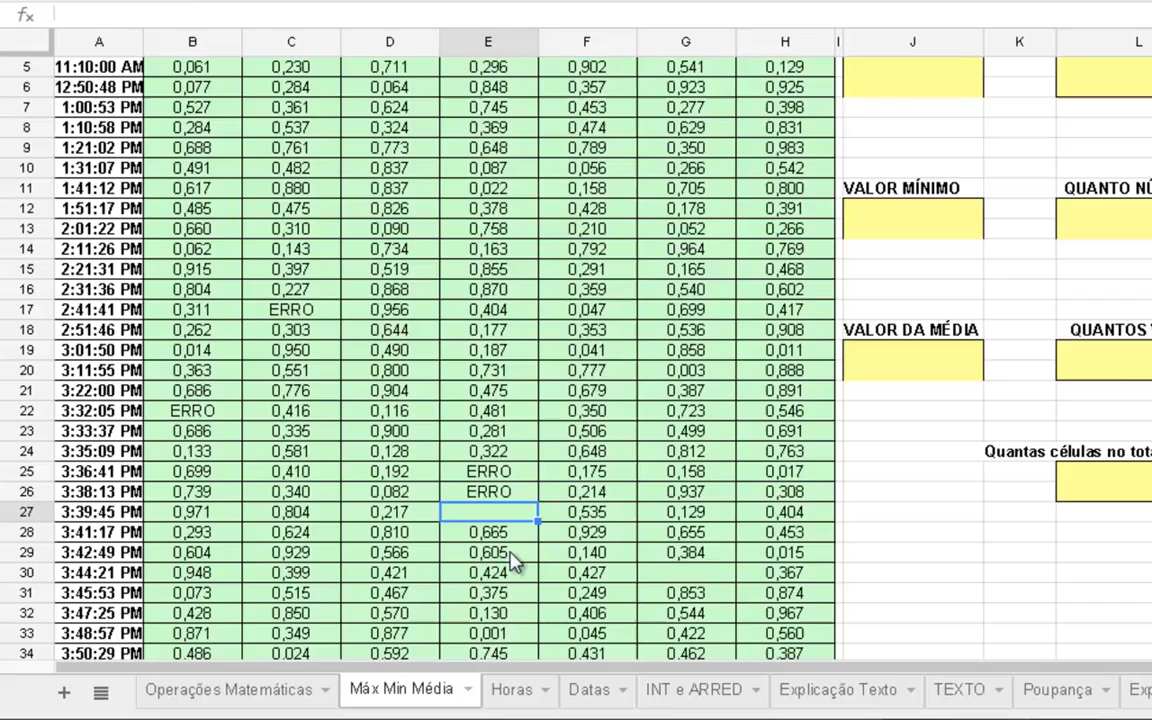 fx
A B C D E F G H I J K L
5 11:10:00 AM 0,061 0,230 0,711 0,296 0,902 0,541 0,129
6 12:50:48 PM 0,077 0,284 0,064 0,848 0,357 0,923 0,925
7 1:00:53 PM 0,527 0,361 0,624 0,745 0,453 0,277 0,398
8 1:10:58 PM 0,284 0,537 0,324 0,369 0,474 0,629 0,831
9 1:21:02 PM 0,688 0,761 0,773 0,648 0,789 0,350 0,983
10 1:31:07 PM 0,491 0,482 0,837 0,087 0,056 0,266 0,542
11 1:41:12 PM 0,617 0,880 0,837 0,022 0,158 0,705 0,800 VALOR MÍNIMO QUANTO NÚ
12 1:51:17 PM 0,485 0,475 0,826 0,378 0,428 0,178 0,391
13 2:01:22 PM 0,660 0,310 0,090 0,758 0,210 0,052 0,266
14 2:11:26 PM 0,062 0,143 0,734 0,163 0,792 0,964 0,769
15 2:21:31 PM 0,915 0,397 0,519 0,855 0,291 0,165 0,468
16 2:31:36 PM 0,804 0,227 0,868 0,870 0,359 0,540 0,602
17 2:41:41 PM 0,311 ERRO 0,956 0,404 0,047 0,699 0,417
18 2:51:46 PM 0,262 0,303 0,644 0,177 0,353 0,536 0,908 VALOR DA MÉDIA QUANTOS
19 3:01:50 PM 0,014 0,950 0,490 0,187 0,041 0,858 0,011
20 3:11:55 PM 0,363 0,551 0,800 0,731 0,777 0,003 0,888
21 3:22:00 PM 0,686 0,776 0,904 0,475 0,679 0,387 0,891
22 3:32:05 PM ERRO 0,416 0,116 0,481 0,350 0,723 0,546
23 3:33:37 PM 0,686 0,335 0,900 0,281 0,506 0,499 0,691
24 3:35:09 PM 0,133 0,581 0,128 0,322 0,648 0,812 0,763 Quantas células no tota
25 3:36:41 PM 0,699 0,410 0,192 ERRO 0,175 0,158 0,017
26 3:38:13 PM 0,739 0,340 0,082 ERRO 0,214 0,937 0,308
27 3:39:45 PM 0,971 0,804 0,217 0,535 0,129 0,404
28 3:41:17 PM 0,293 0,624 0,810 0,665 0,929 0,655 0,453
29 3:42:49 PM 0,604 0,929 0,566 0,605 0,140 0,384 0,015
30 3:44:21 PM 0,948 0,399 0,421 0,424 0,427 0,367
31 3:45:53 PM 0,073 0,515 0,467 0,375 0,249 0,853 0,874
32 3:47:25 PM 0,428 0,850 0,570 0,130 0,406 0,544 0,967
33 3:48:57 PM 0,871 0,349 0,877 0,001 0,045 0,422 0,560
34 3:50:29 PM 0,486 0,024 0,592 0,745 0,431 0,462 0,387
Operações Matemáticas Máx Min Média Horas Datas INT e ARRED Explicação Texto TEXTO Poupança Exp